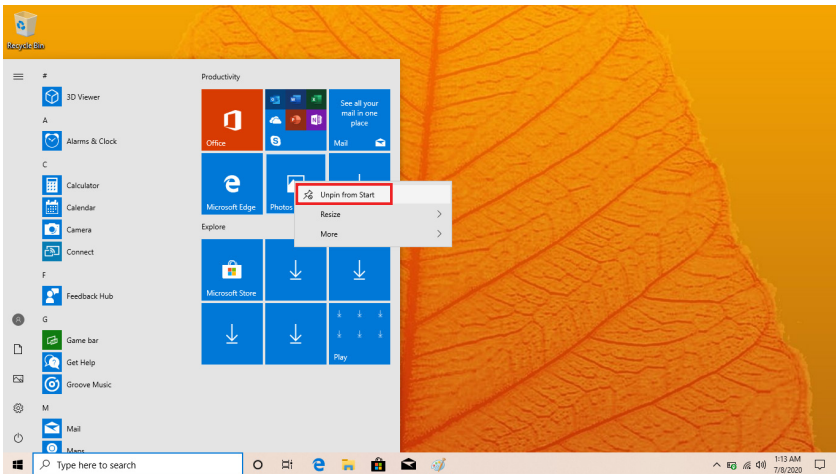 Recycle Bin
#
3D Viewer
A
Alarms & Clock
C
Calculator
Calendar
Camera
Connect
F
Feedback Hub
G
Game bar
Get Help
Groove Music
M
Mail
Maps
Productivity
Office
See all your
mail in one
place
Mail
Microsoft Edge
Photos
Unpin from Start
Resize
More
Explore
Microsoft Store
Play
Type here to search
1:13 AM
7/8/2020